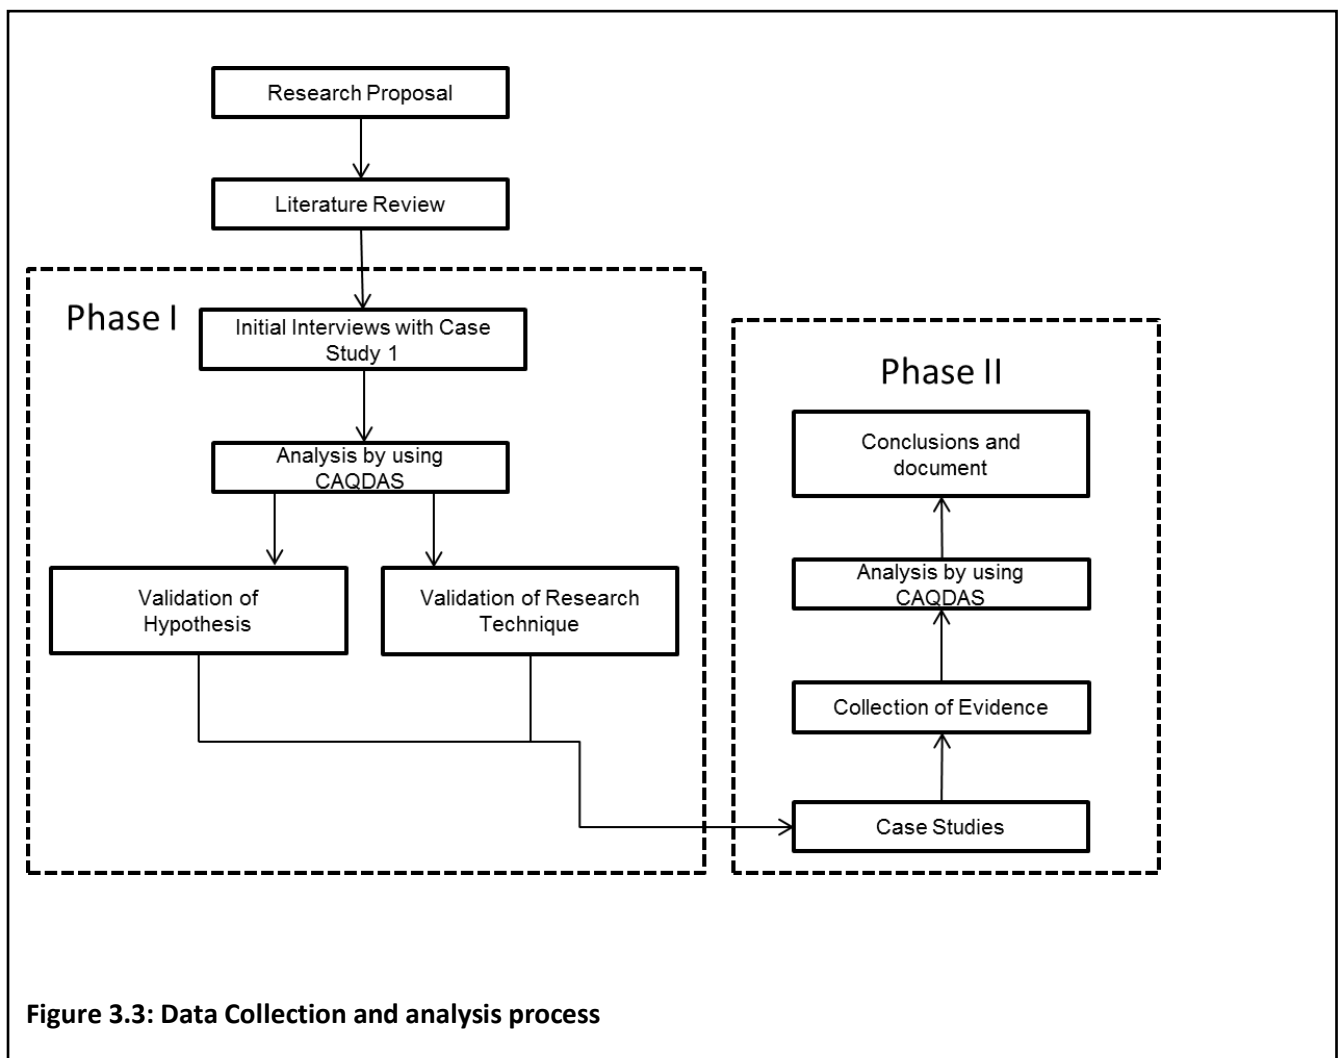 Research Proposal
Literature Review
Phase I
Initial Interviews with Case
Study 1
Analysis by using
CAQDAS
Validation of
Hypothesis
Validation of Research
Technique
Phase II
Conclusions and
document
Analysis by using
CAQDAS
Collection of Evidence
Case Studies
Figure 3.3: Data Collection and analysis process